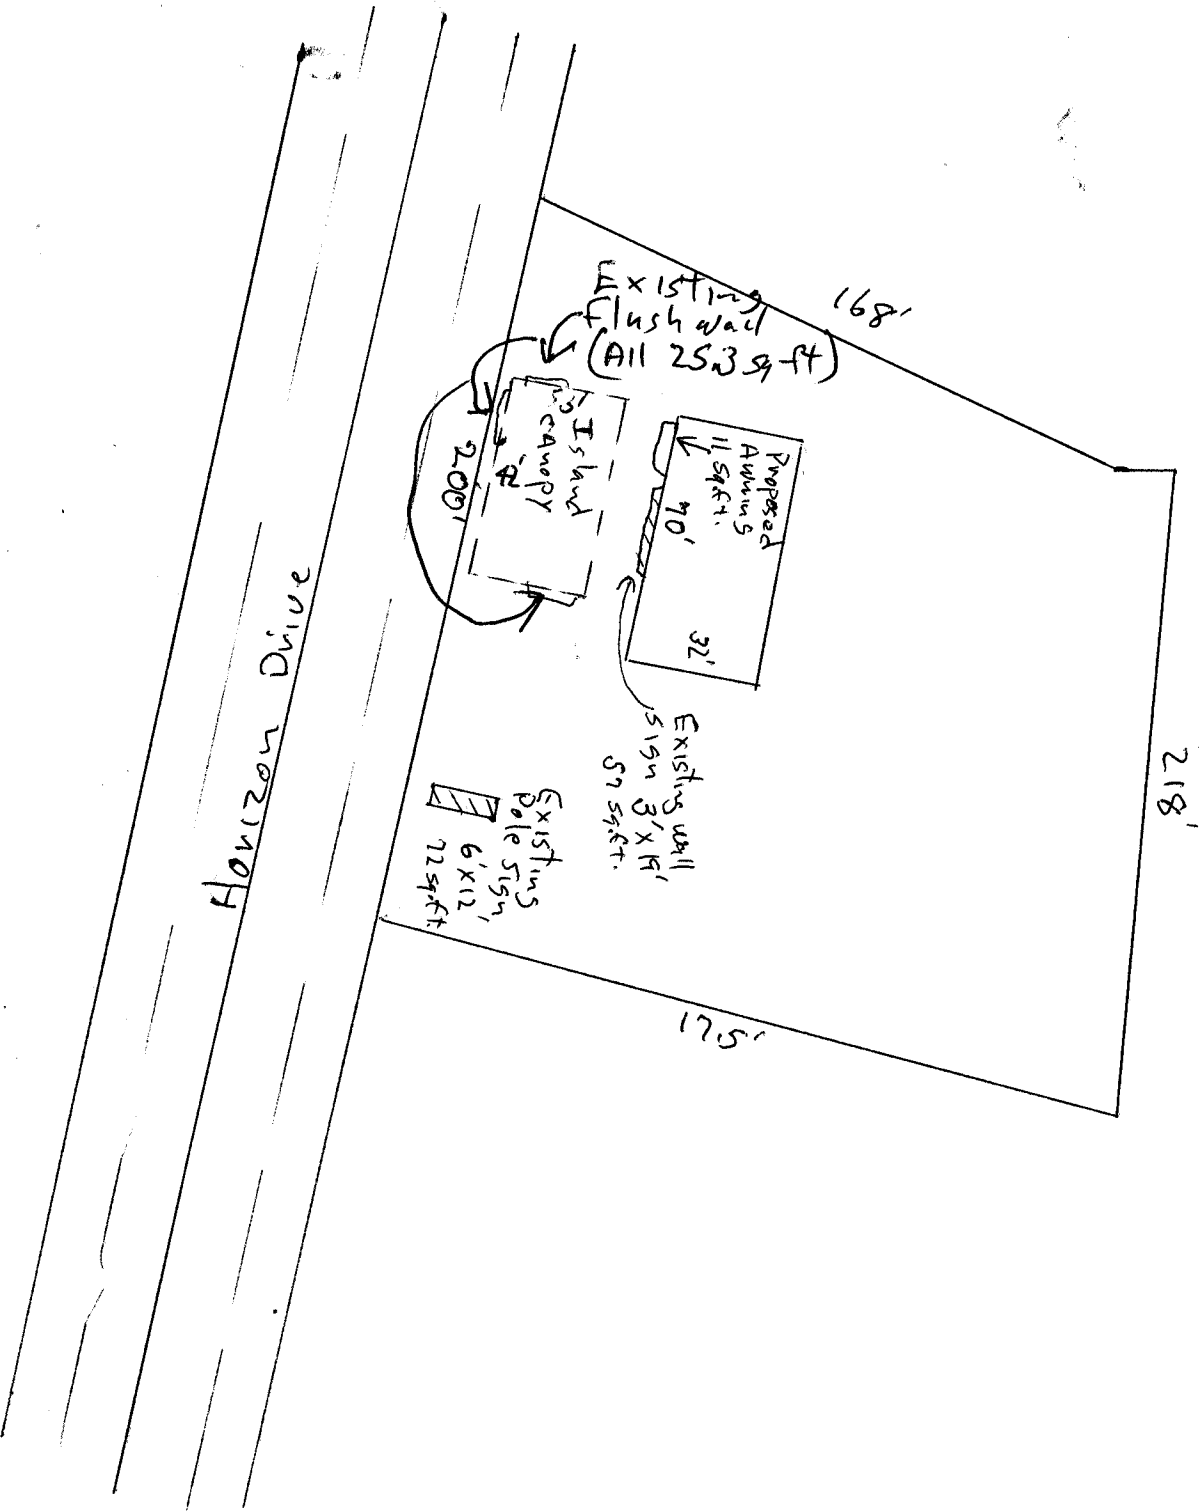 Existing
Flush wall
(All 25.3 sq ft)
168'
Island
CANOPY
42'
200'
Proposed
Awning
11 sq.ft.
70'
32'
Existing wall
sign 3'x19'
57 sq.ft.
Existing
Pole Sign
6'x12'
72 sq.ft.
218'
175'
Horizon Drive